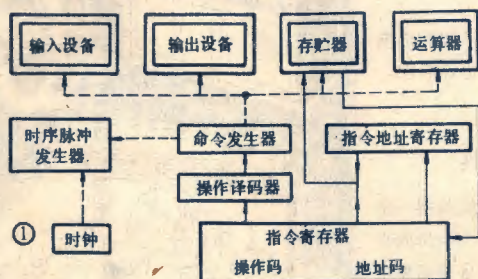 输入设备
输出设备
存贮器
运算器
时序脉冲
发生器
命令发生器
指令地址寄存器
操作译码器
①
时钟
指令寄存器
操作码
地址码